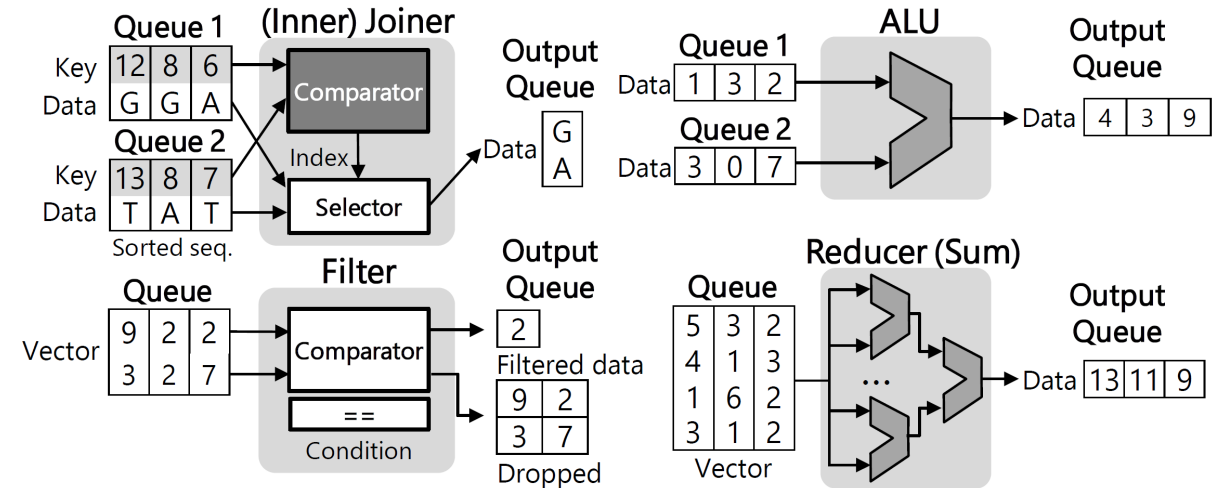 (Inner) Joiner
Queue 1
Key 12 8 6
Data G G A
Queue 2
Key 13 8 7
Data T A T
Sorted seq.
Comparator
Index
Selector
Output
Queue
Data G
A
ALU
Queue 1
Data 1 3 2
Queue 2
Data 3 0 7
Output
Queue
Data 4 3 9
Filter
Queue
Vector
9 2 2
3 2 7
Comparator
==
Condition
Output
Queue
2
Filtered data
9 2
3 7
Dropped
Reducer (Sum)
Queue
5 3 2
4 1 3
1 6 2
3 1 2
Vector
...
Output
Queue
Data 13 11 9